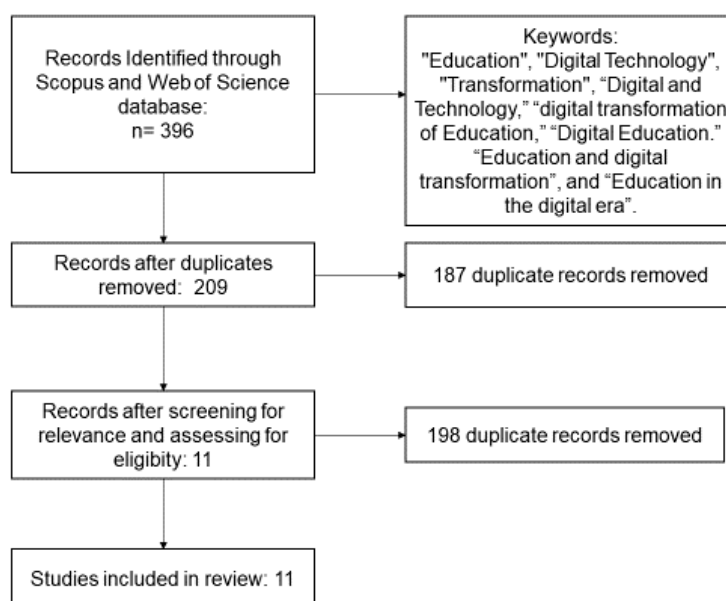 Records Identified through
Scopus and Web of Science
database:
n= 396
Keywords:
"Education", "Digital Technology",
"Transformation", “Digital and
Technology,” “digital transformation
of Education,” “Digital Education.”
“Education and digital
transformation”, and “Education in
the digital era”.
Records after duplicates
removed: 209
187 duplicate records removed
Records after screening for
relevance and assessing for
eligibity: 11
198 duplicate records removed
Studies included in review: 11